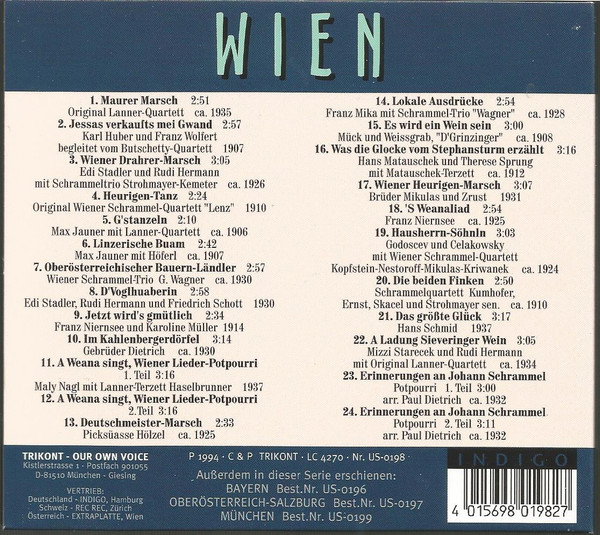 WIEN
1. Maurer Marsch 2:51
Original Lanner-Quartett ca. 1935
2. Jessas verkaufts mei Gwand 2:57
Karl Huber und Franz Wolfert
begleitet vom Butschetty-Quartett 1907
3. Wiener Drahrer-Marsch 3:05
Edi Stadler und Rudi Hermann
mit Schrammeltrio Strohmayer-Kemeter ca. 1926
4. Heurigen-Tanz 2:24
Original Wiener Schrammel-Quartett "Lenz" 1910
5. G'stanzeln 2:10
Max Jauner mit Lanner-Quartett ca. 1906
6. Linzerische Buam 2:42
Max Jauner mit Höferl ca. 1907
7. Oberösterreichischer Bauern-Ländler 2:57
Wiener Schrammel-Trio G. Wagner ca. 1930
8. D'Voglhuaberin 2:58
Edi Stadler, Rudi Hermann und Friedrich Schott 1930
9. Jetzt wird's gmütlich 2:34
Franz Niernsee und Karoline Müller 1914
10. Im Kahlenbergerdörfel 3:14
Gebrüder Dietrich ca. 1930
11. A Weana singt, Wiener Lieder-Potpourri
1. Teil 3:16
Maly Nagl mit Lanner-Terzett Haselbrunner 1937
12. A Weana singt, Wiener Lieder-Potpourri
2.Teil 3:16
13. Deutschmeister-Marsch 2:33
Picksüasse Hölzel ca. 1925
14. Lokale Ausdrücke 2:54
Franz Mika mit Schrammel-Trio "Wagner" ca. 1928
15. Es wird ein Wein sein 3:00
Mück und Weissgrab, "D'Grinzinger" ca. 1908
16. Was die Glocke vom Stephansturm erzählt 3:16
Hans Matauschek und Therese Sprung
mit Matauschek-Terzett ca. 1912
17. Wiener Heurigen-Marsch 3:07
Brüder Mikulas und Zrust 1931
18. 'S Weanaliad 2:54
Franz Niernsee ca. 1925
19. Hausherrn-Söhnln 3:03
Godoscev und Celakowsky
mit Wiener Schrammel-Quartett
Kopfstein-Nestoroff-Mikulas-Kriwanek ca. 1924
20. Die beiden Finken 2:50
Schrammelquartett Kumhofer,
Ernst, Skacel und Strohmayer sen. ca. 1910
21. Das größte Glück 3:17
Hans Schmid 1937
22. A Ladung Sieveringer Wein 3:05
Mizzi Starecek und Rudi Hermann
mit Original Lanner-Quartett ca. 1934
23. Erinnerungen an Johann Schrammel
Potpourri 1. Teil 3:00
arr. Paul Dietrich ca. 1932
24. Erinnerungen an Johann Schrammel
Potpourri 2. Teil 3:11
arr. Paul Dietrich ca. 1932
TRIKONT - OUR OWN VOICE
Kistlerstrasse 1 · Postfach 901055
D-81510 München - Giesing
VERTRIEB:
Deutschland - INDIGO, Hamburg
Schweiz - REC REC, Zürich
Österreich - EXTRAPLATTE, Wien
P 1994 · C & P TRIKONT · LC 4270 · Nr. US-0198 ·
Außerdem in dieser Serie erschienen:
BAYERN Best.Nr. US-0196
OBERÖSTERREICH-SALZBURG Best.Nr. US-0197
MÜNCHEN Best.Nr. US-0199
INDIGO
4 015698 019827